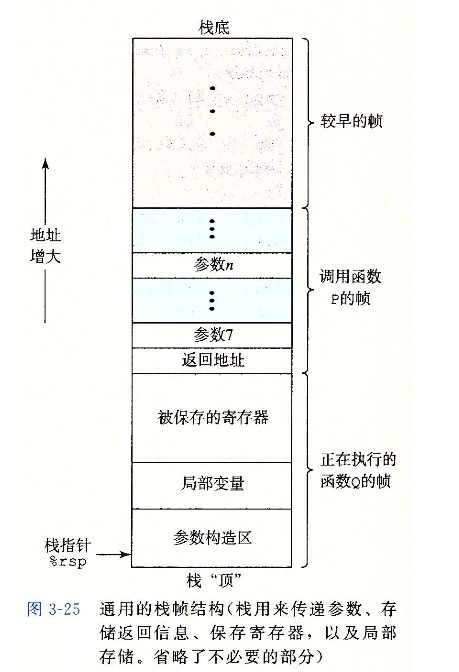 栈底
较早的帧
地址
增大
参数n
调用函数
P的帧
参数7
返回地址
被保存的寄存器
正在执行的
函数Q的帧
局部变量
参数构造区
栈指针
%rsp
栈“顶”
图 3-25 通用的栈帧结构(栈用来传递参数、存
储返回信息、保存寄存器，以及局部
存储。省略了不必要的部分)